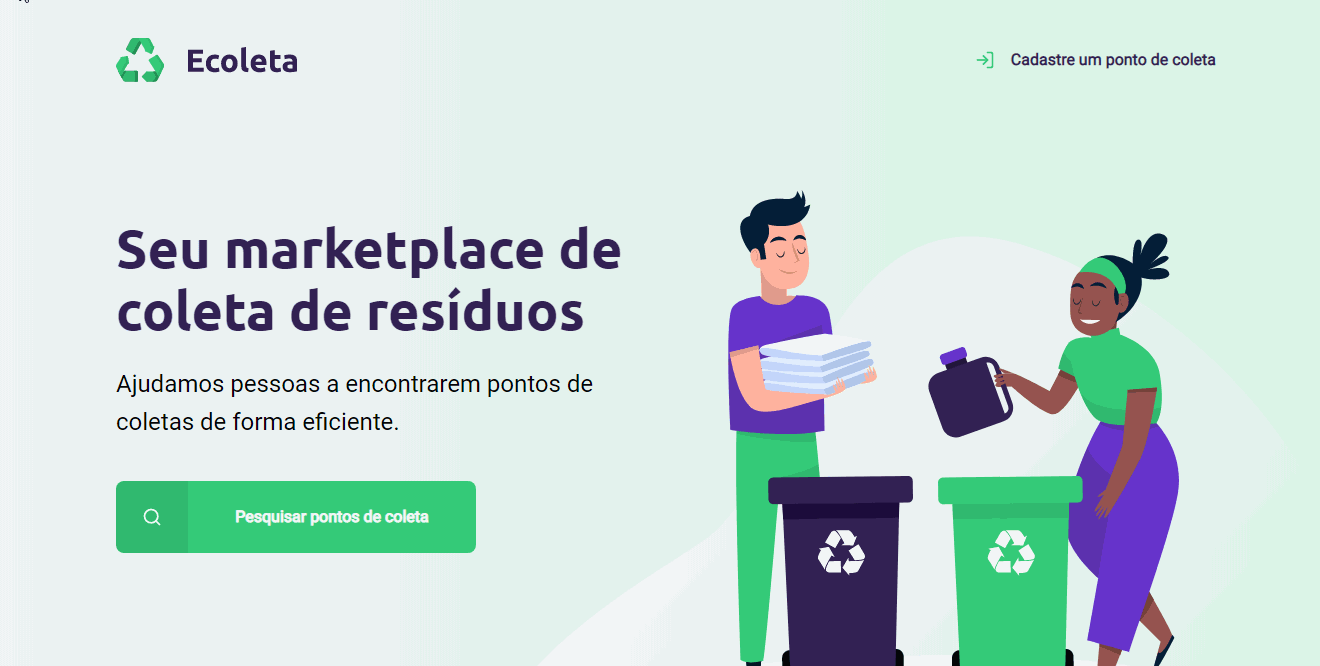 Ecoleta
Cadastre um ponto de coleta
Seu marketplace de
coleta de resíduos
Ajudamos pessoas a encontrarem pontos de
coletas de forma eficiente.
Pesquisar pontos de coleta